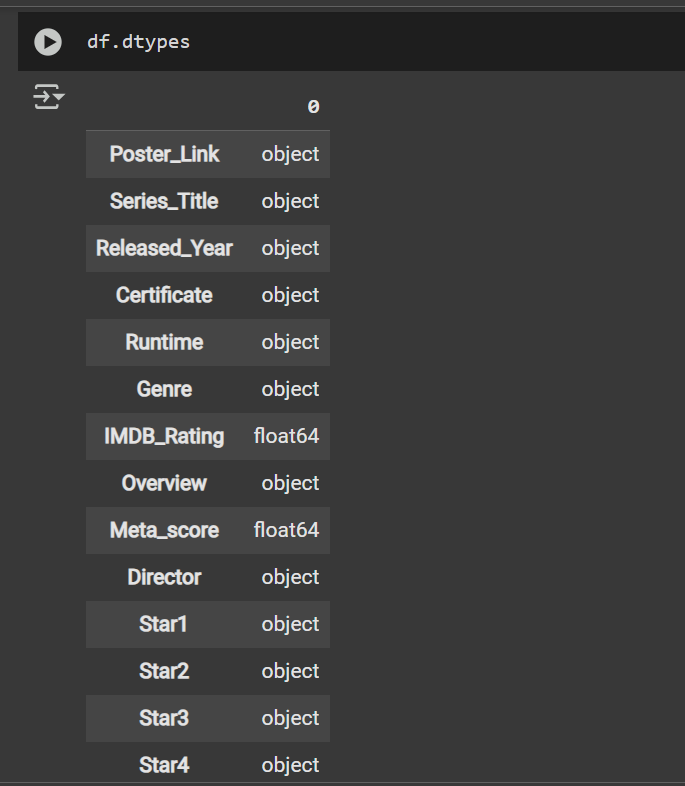 df.dtypes
0
Poster_Link object
Series_Title object
Released_Year object
Certificate object
Runtime object
Genre object
IMDB_Rating float64
Overview object
Meta_score float64
Director object
Star1 object
Star2 object
Star3 object
Star4 object